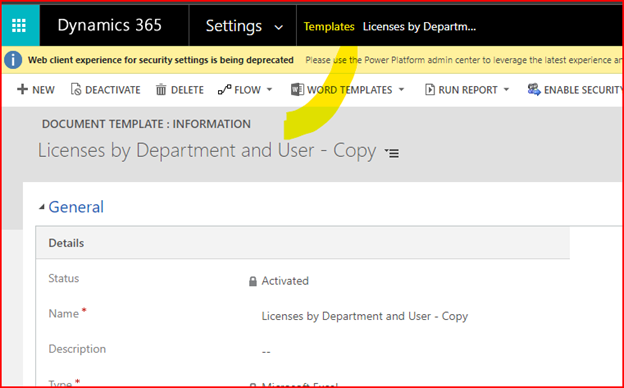 Dynamics 365 Settings Templates Licenses by Departm...
Web client experience for security settings is being deprecated Please use the Power Platform admin center to leverage the latest experience an
NEW DEACTIVATE DELETE FLOW WORD TEMPLATES RUN REPORT ENABLE SECURITY
DOCUMENT TEMPLATE : INFORMATION
Licenses by Department and User - Copy
General
Details
Status Activated
Name * Licenses by Department and User - Copy
Description --
Type * Microsoft Excel